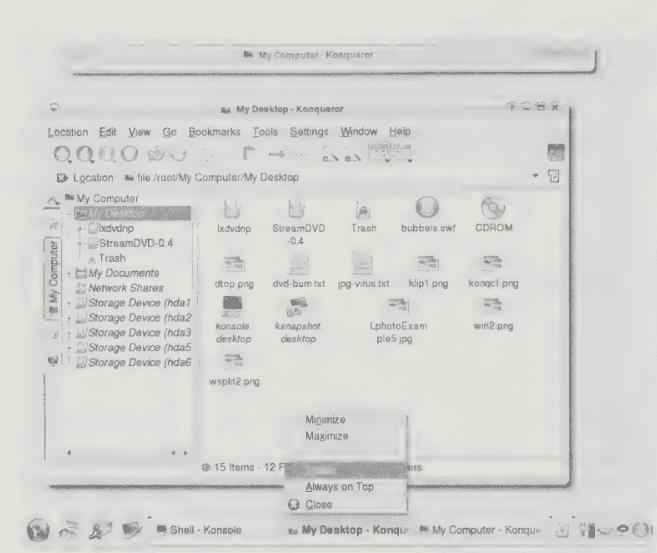 My Computer - Konqueror
My Desktop - Konqueror
Location Edit View Go Bookmarks Tools Settings Window Help
Location file:/root/My Computer/My Desktop
My Computer
My Computer
My Desktop
lxdvdnp
StreamDVD-0.4
Trash
My Documents
Network Shares
Storage Device (hda1
Storage Device (hda2
Storage Device (hda3
Storage Device (hda5
Storage Device (hda6
lxdvdnp
StreamDVD
-0.4
Trash
bubbels.swf
CDROM
dtop.png
dvd-burn.txt
jpg-virus.txt
klip1.png
konqc1.png
konsole.
desktop
ksnapshot.
desktop
LphotoExam
ple5.jpg
win2.png
wsplit2.png
15 Items - 12 F
ers
Minimize
Maximize
Always on Top
Close
Shell - Konsole
My Desktop - Konqu
My Computer - Konque